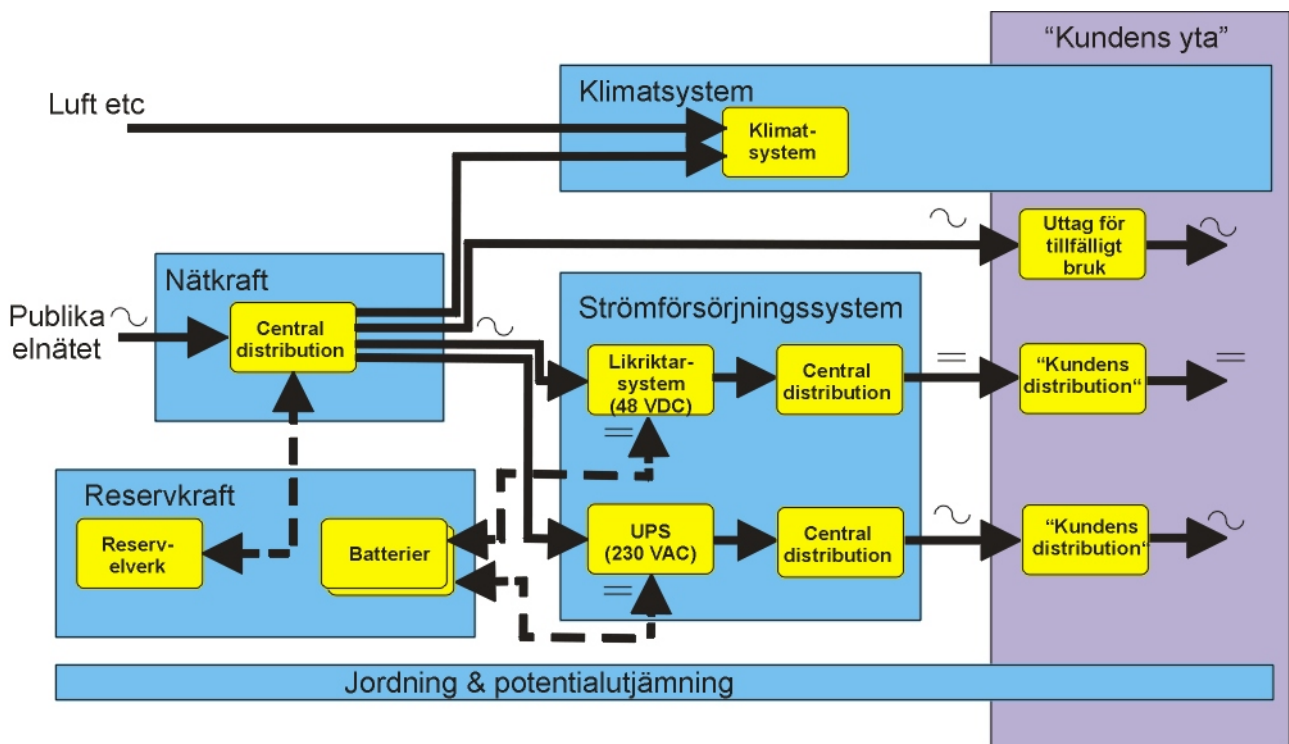 “Kundens yta”
Klimatsystem
Luft etc
Klimat-
system
Uttag för
tillfälligt
bruk
Nätkraft
Strömförsörjningssystem
Publika
elnätet
Central
distribution
Likriktar-
system
(48 VDC)
Central
distribution
“Kundens
distribution“
Reservkraft
Reserv-
elverk
Batterier
UPS
(230 VAC)
Central
distribution
“Kundens
distribution“
Jordning & potentialutjämning